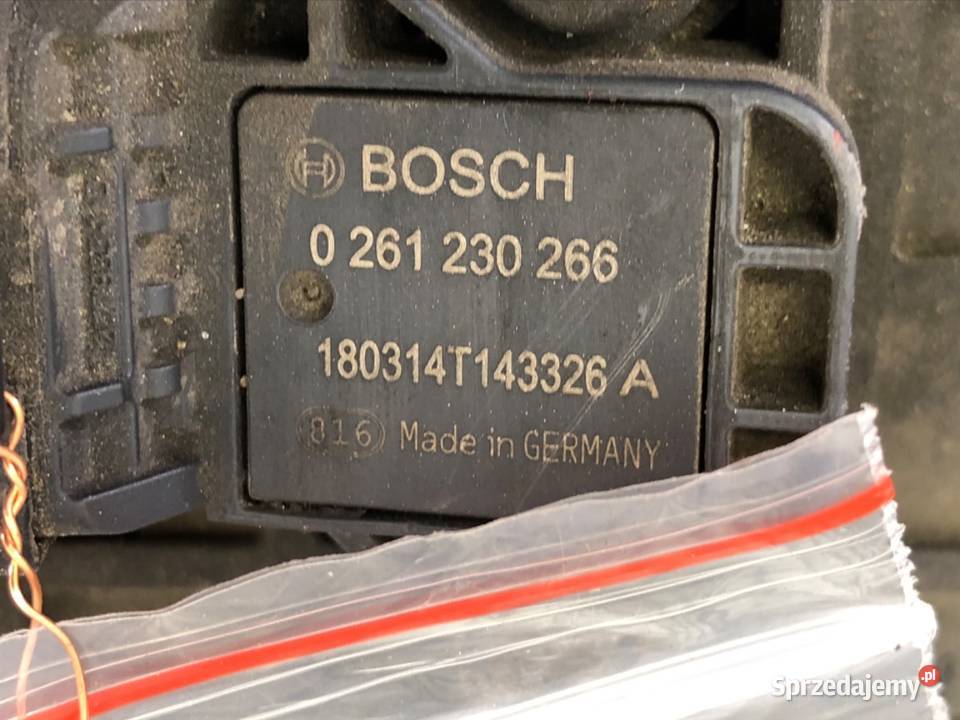 BOSCH
0 261 230 266
180314T143326 A
816 Made in GERMANY
Sprzedajemy.pl